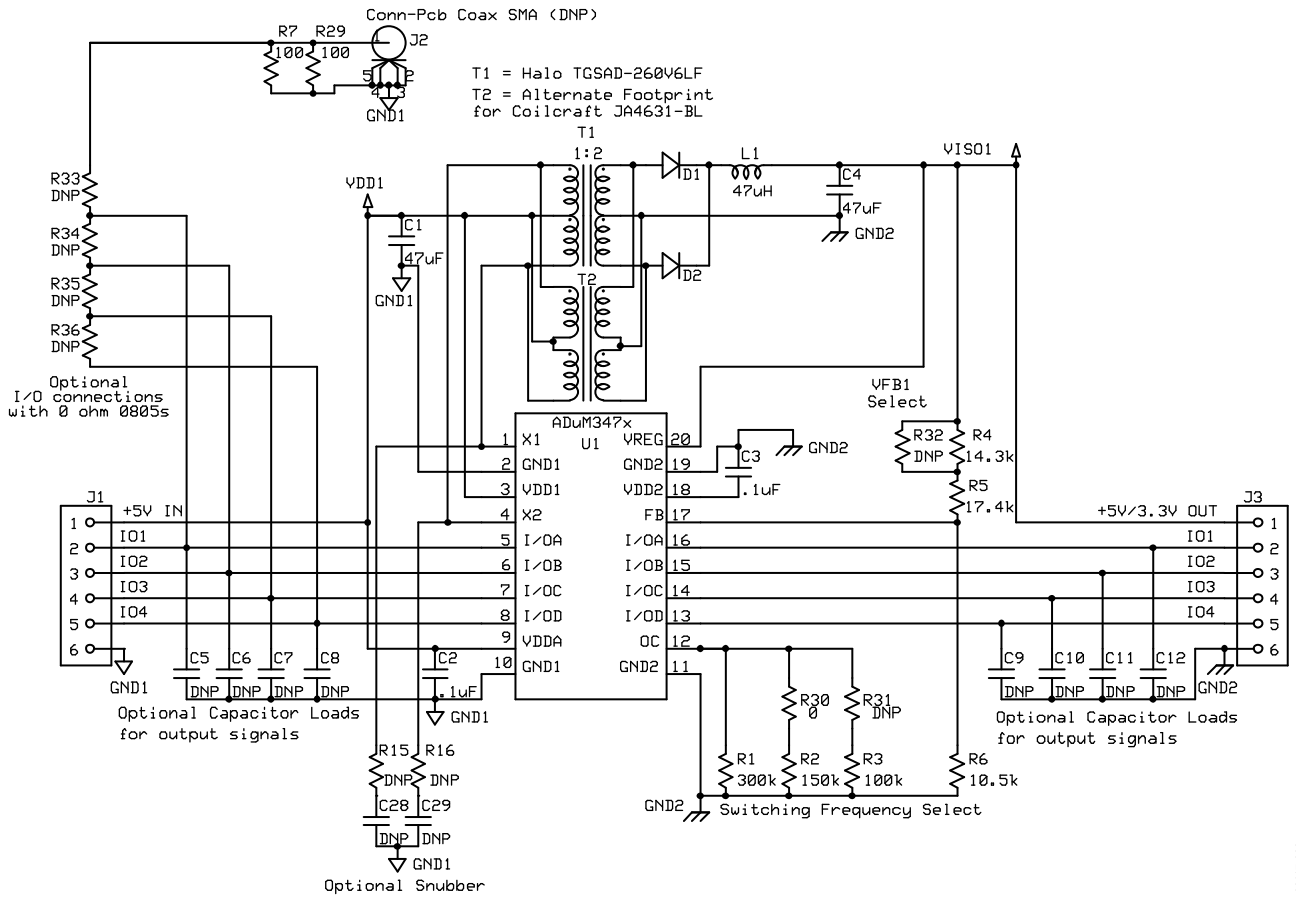 Conn-Pcb Coax SMA (DNP)
R7
100
R29
100
1
J2
5
2
4
3
GND1
T1 = Halo TGSAD-260V6LF
T2 = Alternate Footprint
for Coilcraft JA4631-BL
T1
1:2
D1
L1
47uH
VISO1
C4
47uF
GND2
D2
T2
VDD1
C1
47uF
GND1
R33
DNP
R34
DNP
R35
DNP
R36
DNP
Optional
I/O connections
with 0 ohm 0805s
VFB1
Select
R32
DNP
R4
14.3k
R5
17.4k
ADuM347x
U1
1 X1
2 GND1
3 VDD1
4 X2
5 I/OA
6 I/OB
7 I/OC
8 I/OD
9 VDDA
10 GND1
VREG 20
GND2 19
VDD2 18
FB 17
I/OA 16
I/OB 15
I/OC 14
I/OD 13
OC 12
GND2 11
C3
.1uF
GND2
J1
1 +5V IN
2 IO1
3 IO2
4 IO3
5 IO4
6
GND1
J3
+5V/3.3V OUT 1
IO1 2
IO2 3
IO3 4
IO4 5
6
GND2
C5
DNP
C6
DNP
C7
DNP
C8
DNP
C2
.1uF
GND1
Optional Capacitor Loads
for output signals
C9
DNP
C10
DNP
C11
DNP
C12
DNP
Optional Capacitor Loads
for output signals
R30
0
R31
DNP
R1
300k
R2
150k
R3
100k
R6
10.5k
GND2
Switching Frequency Select
R15
DNP
R16
DNP
C28
DNP
C29
DNP
GND1
Optional Snubber